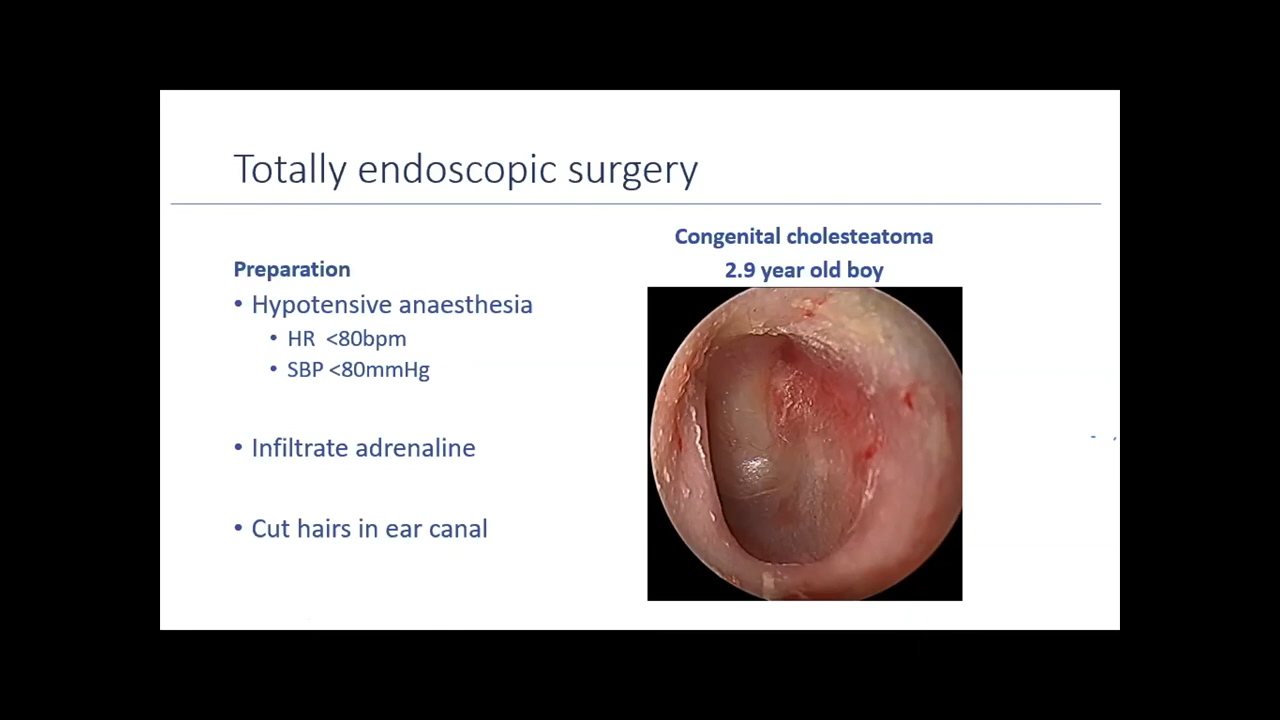 Totally endoscopic surgery
Preparation
• Hypotensive anaesthesia
• HR <80bpm
• SBP <80mmHg
• Infiltrate adrenaline
• Cut hairs in ear canal
Congenital cholesteatoma
2.9 year old boy